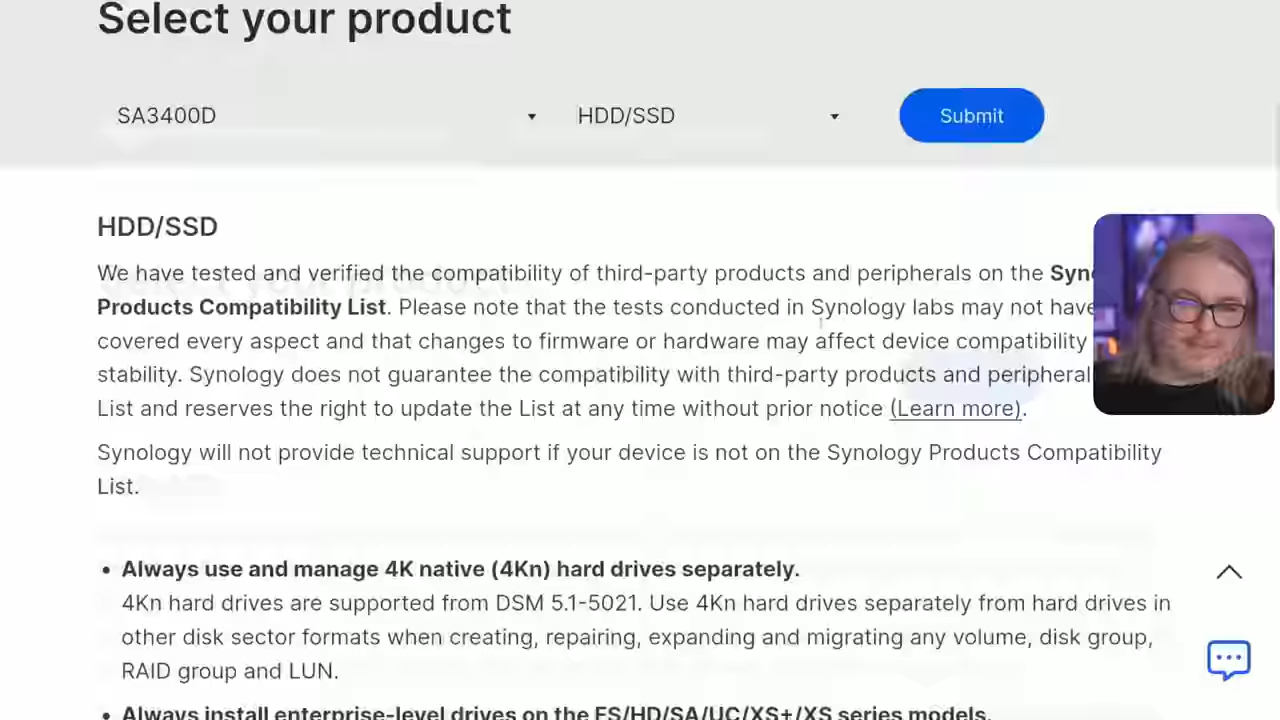 Select your product
SA3400D
HDD/SSD
Submit
HDD/SSD
We have tested and verified the compatibility of third-party products and peripherals on the
Products Compatibility List. Please note that the tests conducted in Synology labs may not have
covered every aspect and that changes to firmware or hardware may affect device compatibility
stability. Synology does not guarantee the compatibility with third-party products and
List and reserves the right to update the List at any time without prior notice (Learn more).
Synology will not provide technical support if your device is not on the Synology Products Compatibility
List.
• Always use and manage 4K native (4Kn) hard drives separately.
4Kn hard drives are supported from DSM 5.1-5021. Use 4Kn hard drives separately from hard drives in
other disk sector formats when creating, repairing, expanding and migrating any volume, disk group,
RAID group and LUN.
• Always install enterprise-level drives on the FS/HD/SA/UC/XS+/XS series models.